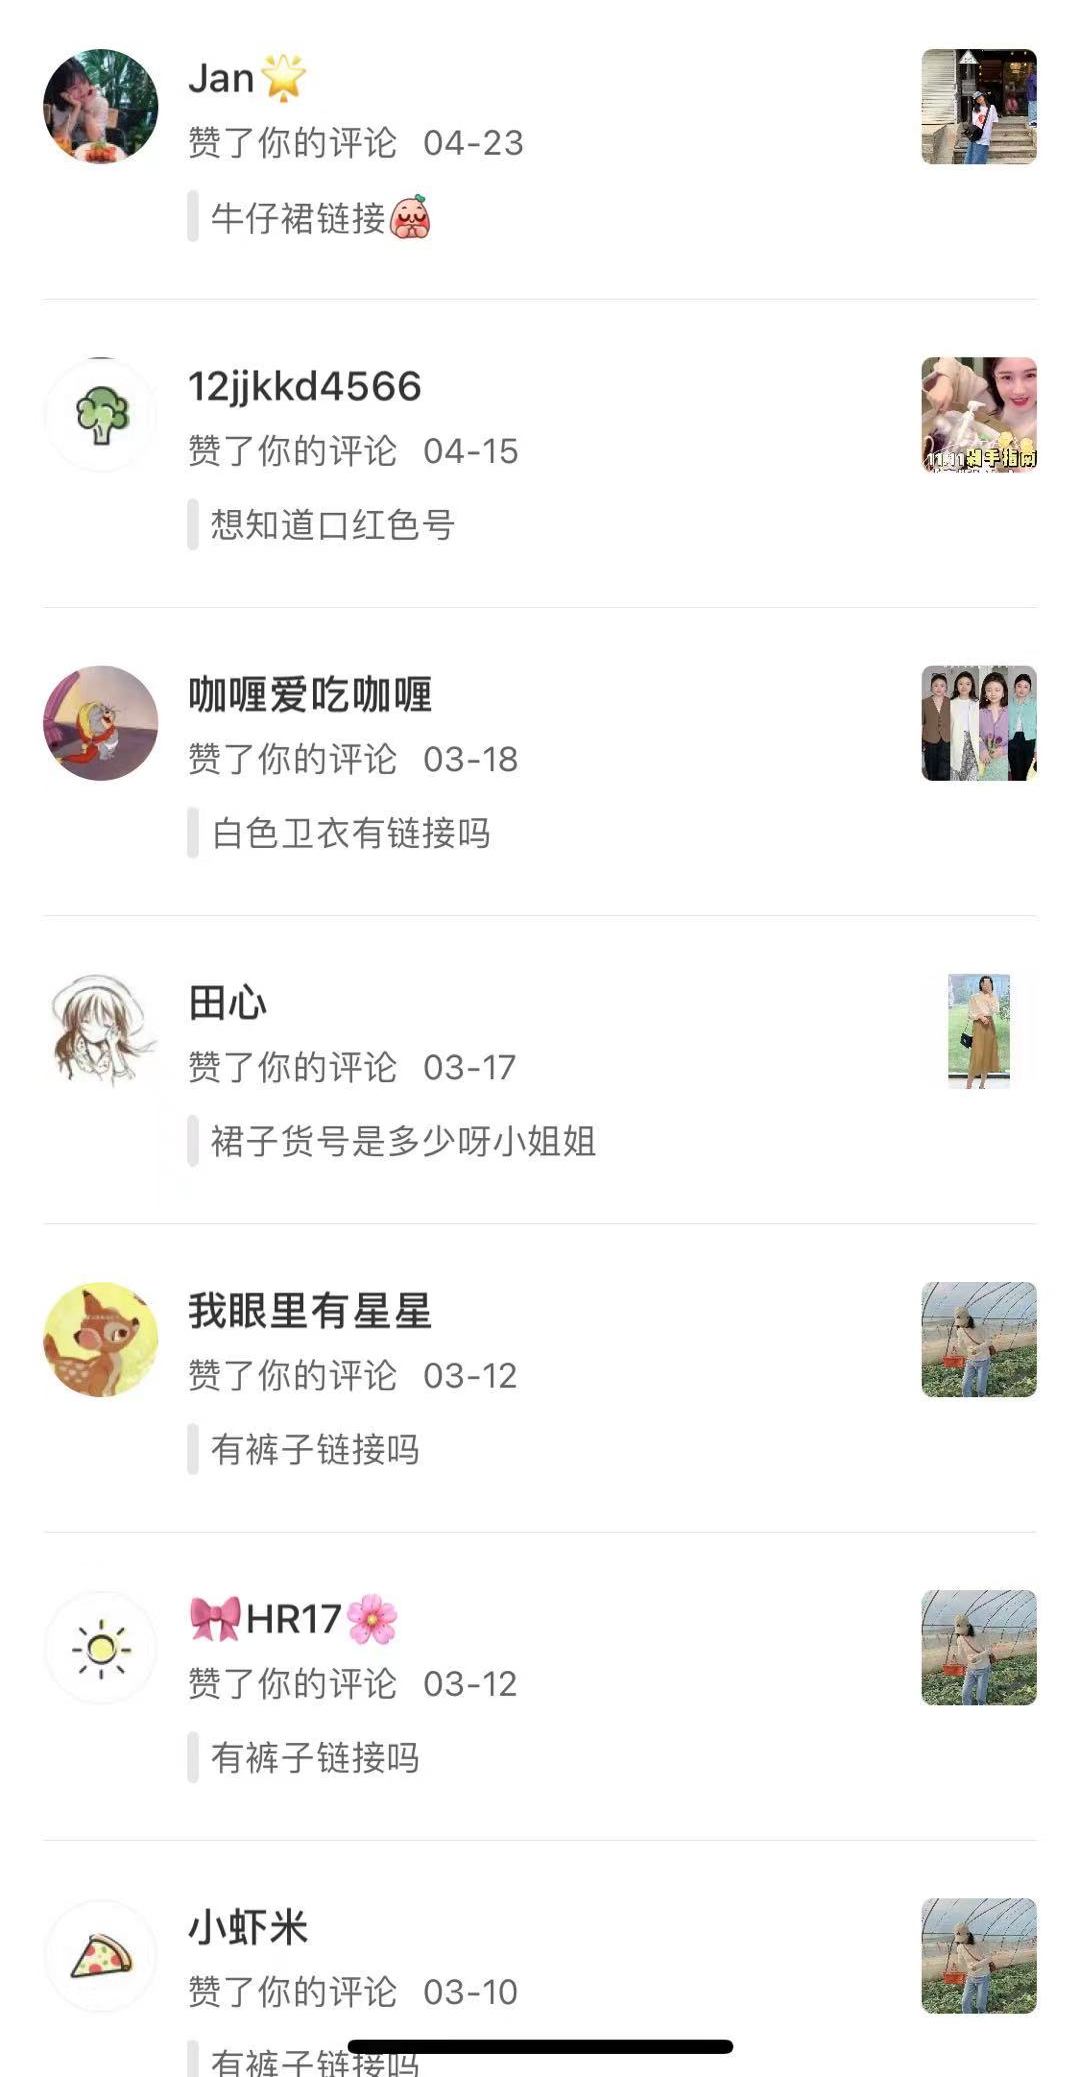 Jan🌟
赞了你的评论 04-23
牛仔裙链接
12jjkkd4566
赞了你的评论 04-15
11.11剁手指南
想知道口红色号
咖喱爱吃咖喱
赞了你的评论 03-18
白色卫衣有链接吗
田心
赞了你的评论 03-17
裙子货号是多少呀小姐姐
我眼里有星星
赞了你的评论 03-12
有裤子链接吗
🎀HR17🌸
赞了你的评论 03-12
有裤子链接吗
小虾米
赞了你的评论 03-10
有裤子链接吗